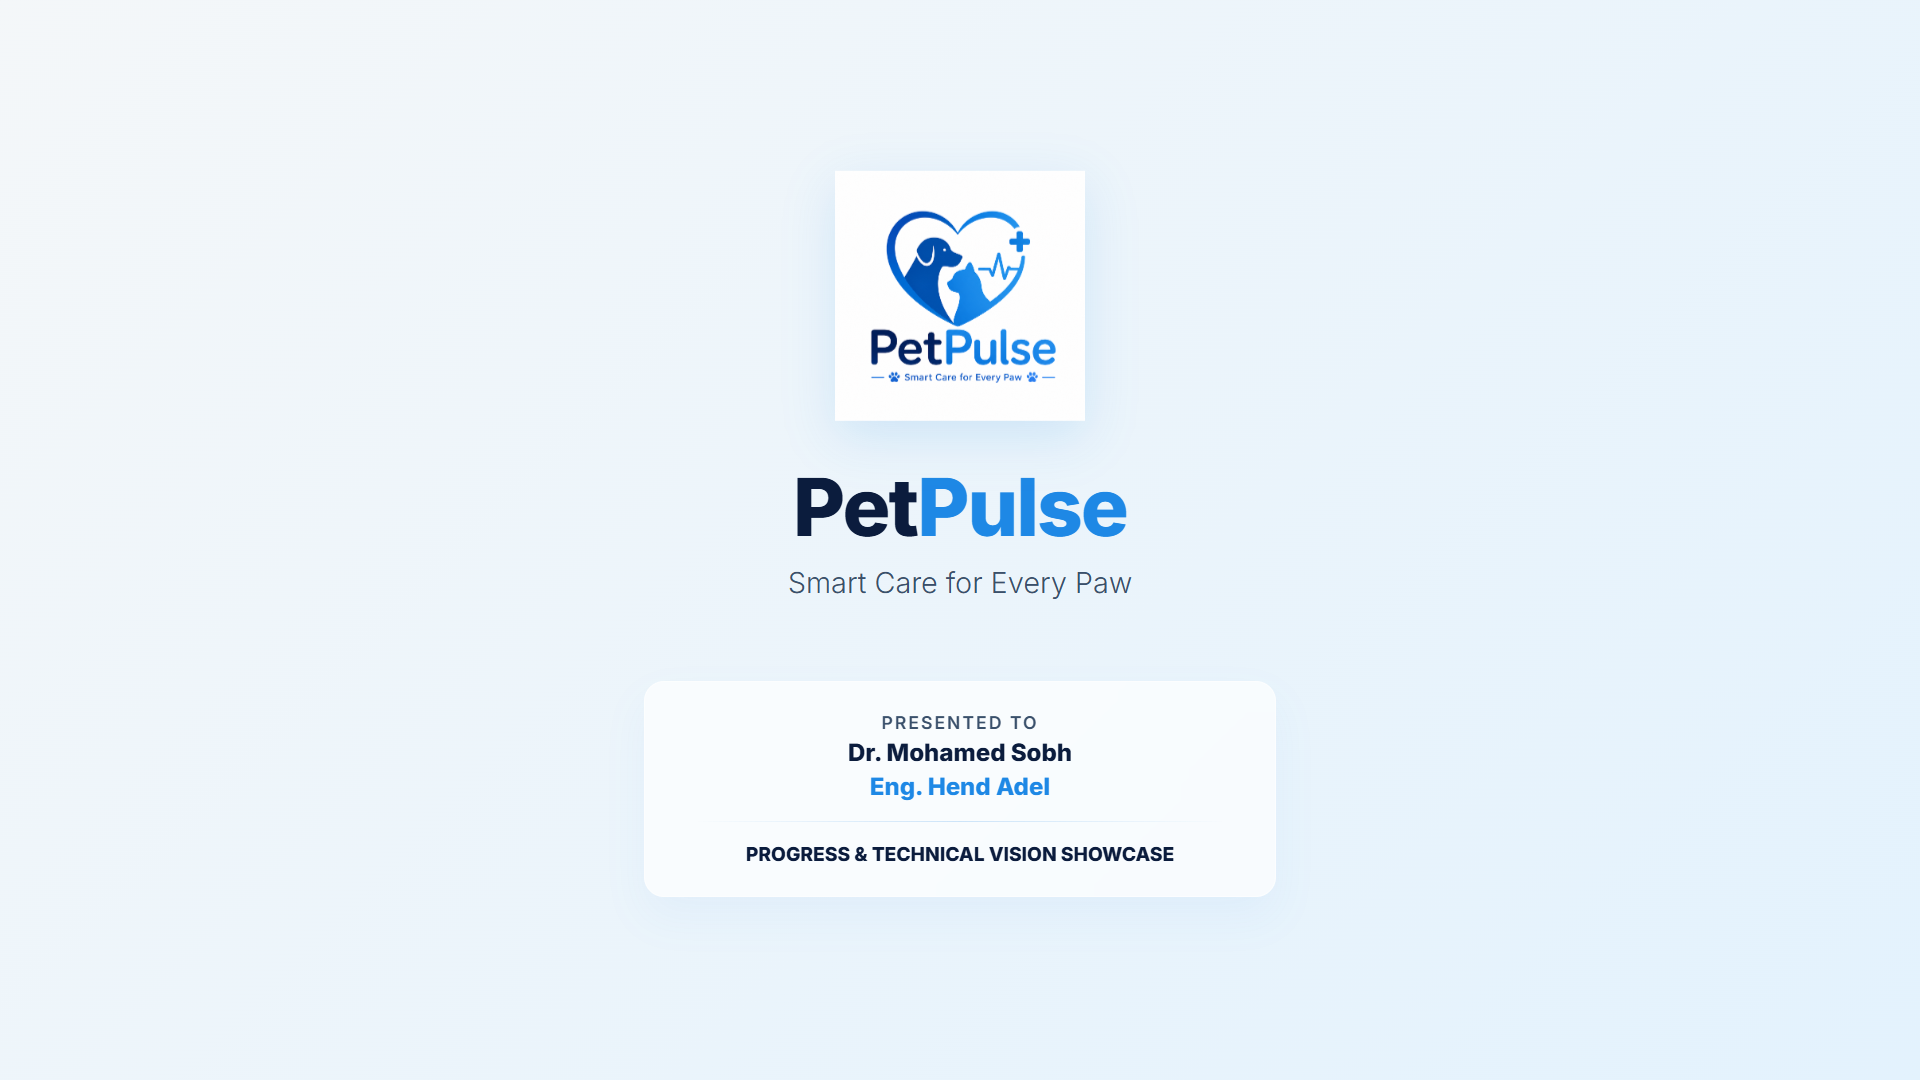 PetPulse
Smart Care for Every Paw
PetPulse
Smart Care for Every Paw
PRESENTED TO
Dr. Mohamed Sobh
Eng. Hend Adel
PROGRESS & TECHNICAL VISION SHOWCASE